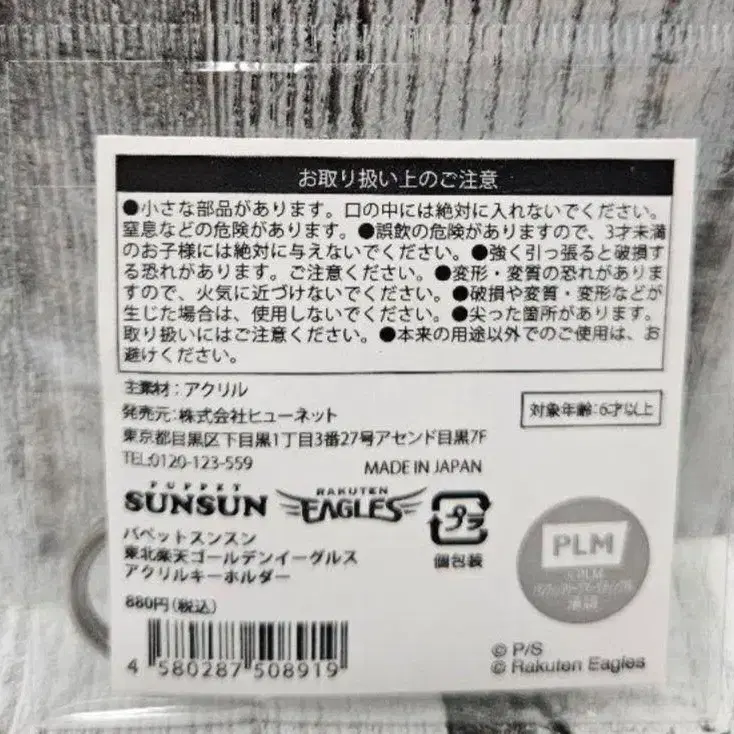 お取り扱い上のご注意
●小さな部品があります。口の中には絶対に入れないでください。
窒息などの危険があります。●誤飲の危険がありますので、3才未満
のお子様には絶対に与えないでください。●強く引っ張ると破損す
る恐れがあります。ご注意ください。●変形・変質の恐れがありま
すので、火気に近づけないでください。●破損や変質・変形などが
生じた場合は、使用しないでください。●尖った箇所があります。
取り扱いにはご注意ください。●本来の用途以外でのご使用は、お
避けください。
主素材：アクリル
発売元：株式会社ヒューネット
東京都目黒区下目黒1丁目3番27号アセンド目黒7F
TEL:0120-123-559
MADE IN JAPAN
対象年齢：6才以上
PUPPET
SUNSUN
RAKUTEN
EAGLES
プラ
個包装
パペットスンスン
東北楽天ゴールデンイーグルス
アクリルキーホルダー
880円（税込）
4 580287 508919
PLM
© P/S
© Rakuten Eagles